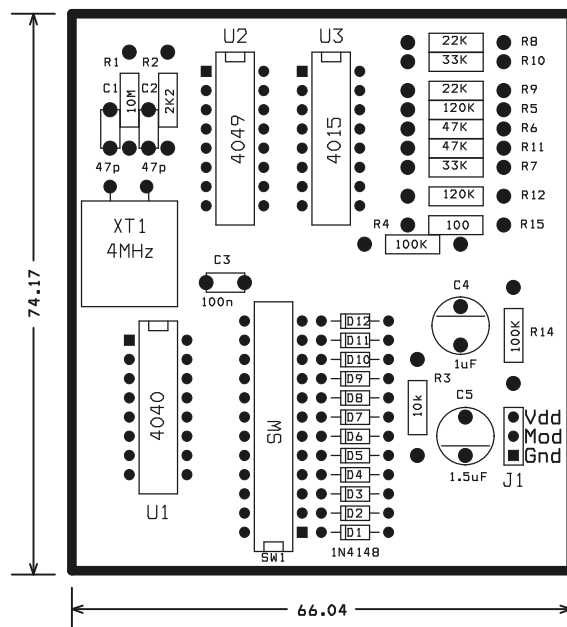 U2
U3
R1
R2
C1
C2
10M
2K2
47p
47p
4049
4015
22K
R8
33K
R10
22K
R9
120K
R5
47K
R6
47K
R11
33K
R7
120K
R12
100
R15
R4
100K
XT1
4MHz
74.17
C3
100n
C4
1uF
100K
R14
R3
10k
C5
1.5uF
D12
D11
D10
D9
D8
D7
D6
D5
D4
D3
D2
D1
1N4148
4040
U1
SW
SW1
Vdd
Mod
Gnd
J1
66.04